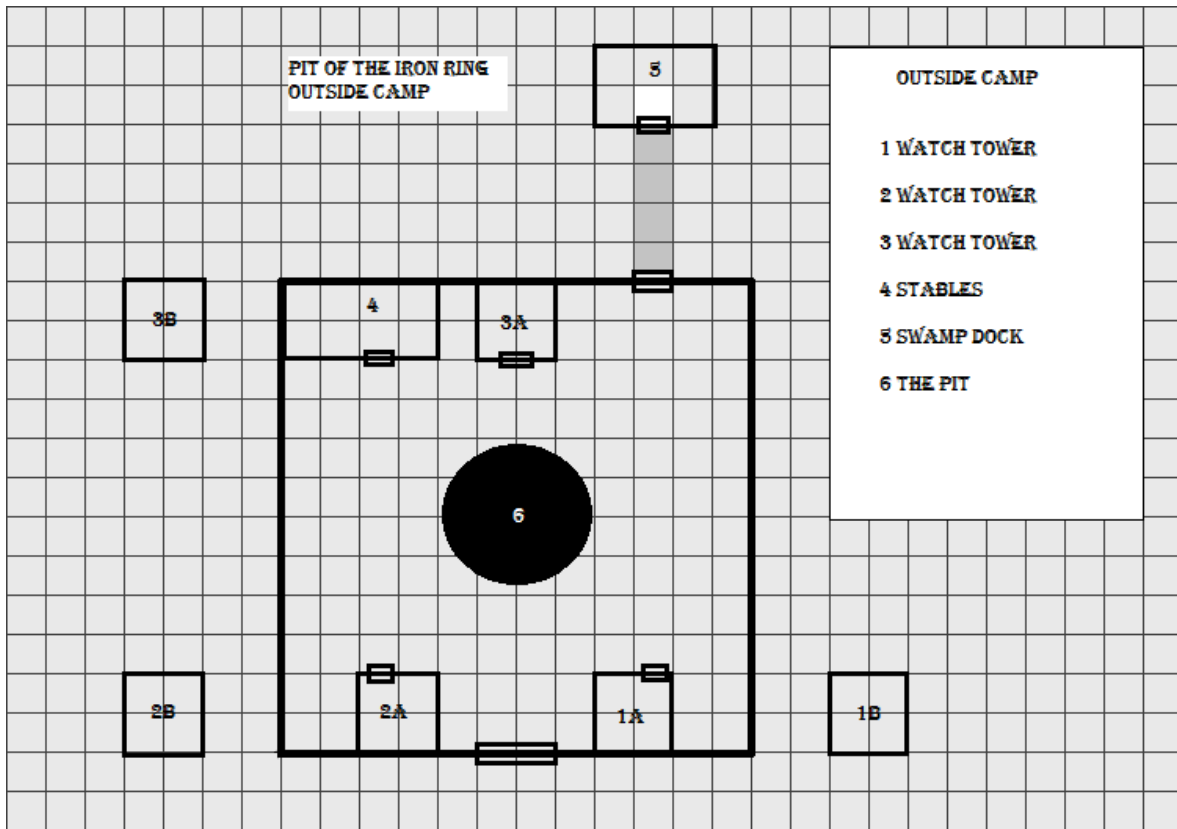 PIT OF THE IRON RING
OUTSIDE CAMP
5
OUTSIDE CAMP
1 WATCH TOWER
2 WATCH TOWER
3 WATCH TOWER
4 STABLES
5 SWAMP DOCK
6 THE PIT
3B
4
3A
6
2B
2A
1A
1B